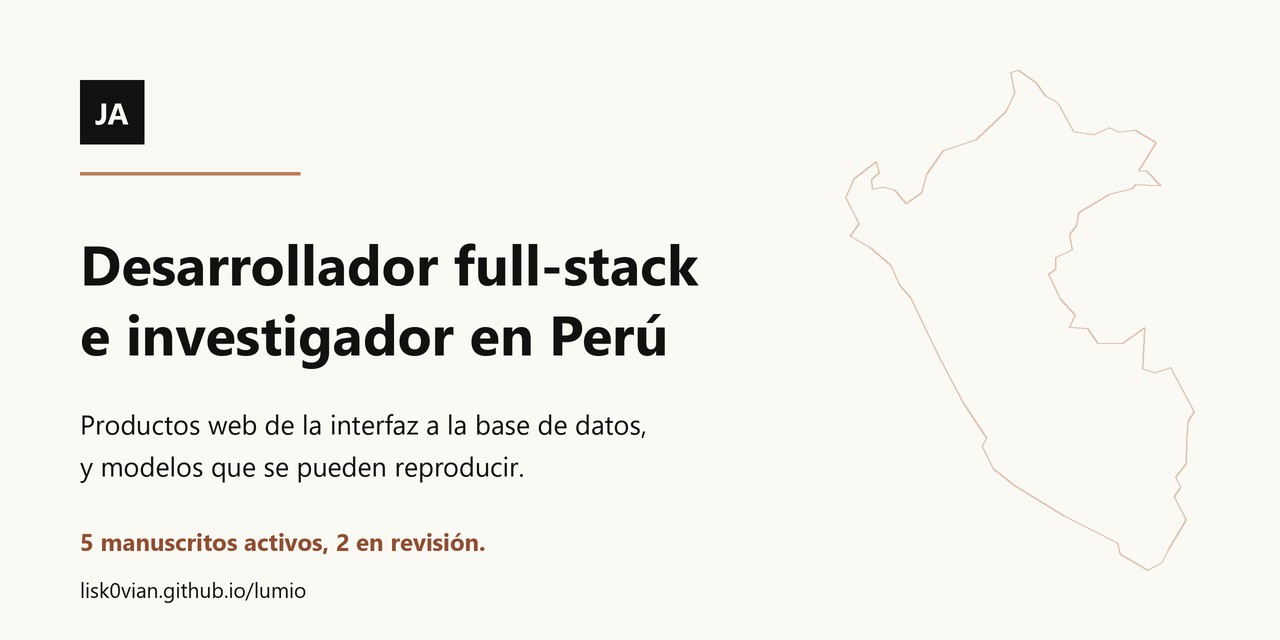 JA
Desarrollador full-stack
e investigador en Perú
Productos web de la interfaz a la base de datos,
y modelos que se pueden reproducir.
5 manuscritos activos, 2 en revisión.
lisk0vian.github.io/lumio